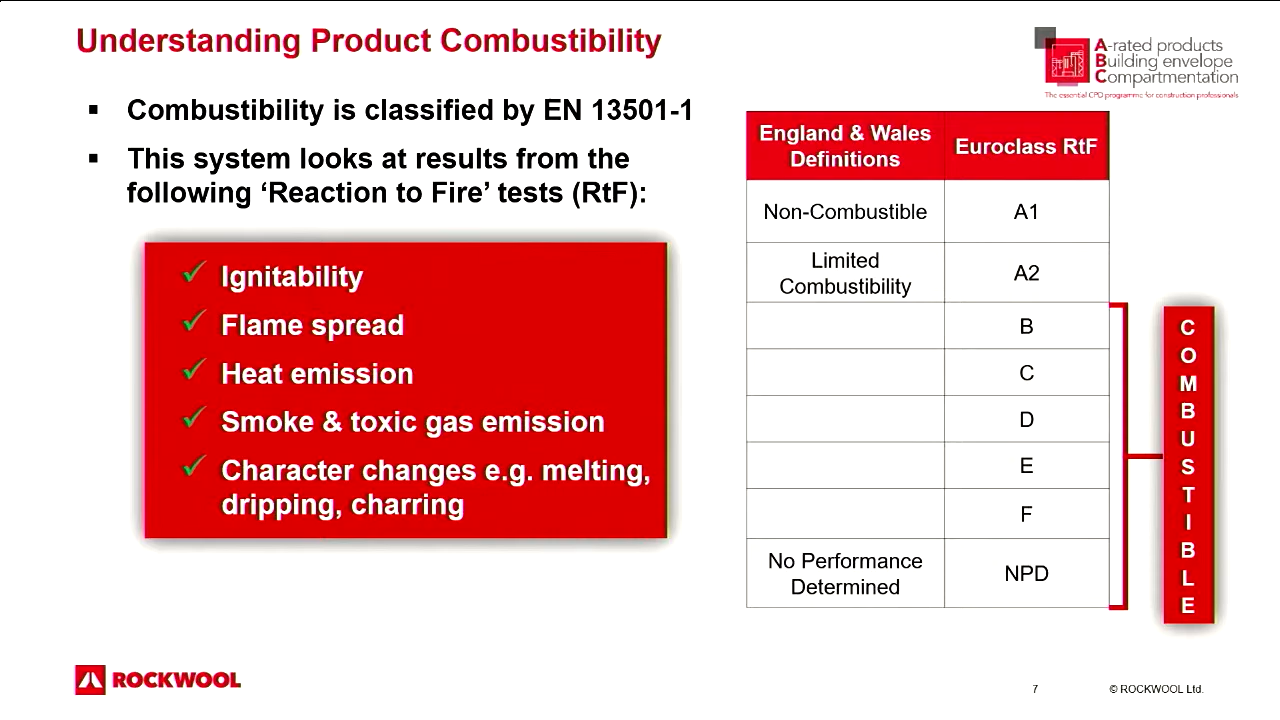 Understanding Product Combustibility
A-rated products
Building envelope
Compartmentation
The essential CPD programme for construction professionals
▪ Combustibility is classified by EN 13501-1
▪ This system looks at results from the
following ‘Reaction to Fire’ tests (RtF):
✓ Ignitability
✓ Flame spread
✓ Heat emission
✓ Smoke & toxic gas emission
✓ Character changes e.g. melting,
dripping, charring
England & Wales
Definitions
Euroclass RtF
Non-Combustible
A1
Limited
Combustibility
A2
B
C
D
E
F
No Performance
Determined
NPD
C
O
M
B
U
S
T
I
B
L
E
ROCKWOOL
7
© ROCKWOOL Ltd.